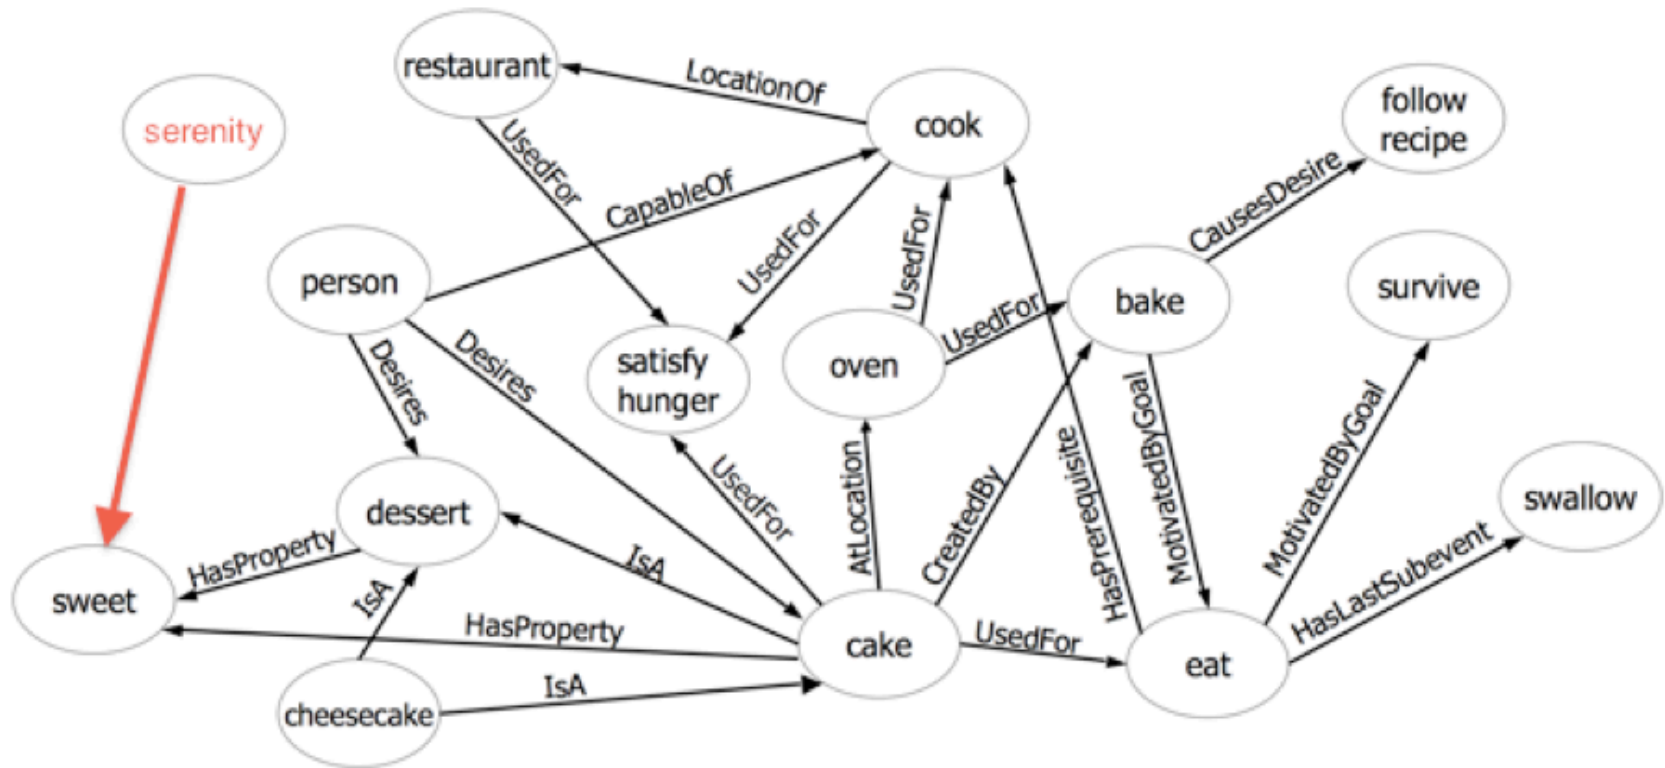 restaurant
LocationOf
cook
follow
recipe
serenity
UsedFor
CapableOf
UsedFor
UsedFor
CausesDesire
person
bake
survive
Desires
Desires
satisfy
hunger
oven
UsedFor
MotivatedByGoal
MotivatedByGoal
dessert
UsedFor
AtLocation
CreatedBy
HasPrerequisite
swallow
HasProperty
IsA
IsA
HasLastSubevent
sweet
HasProperty
cake
UsedFor
eat
cheesecake
IsA